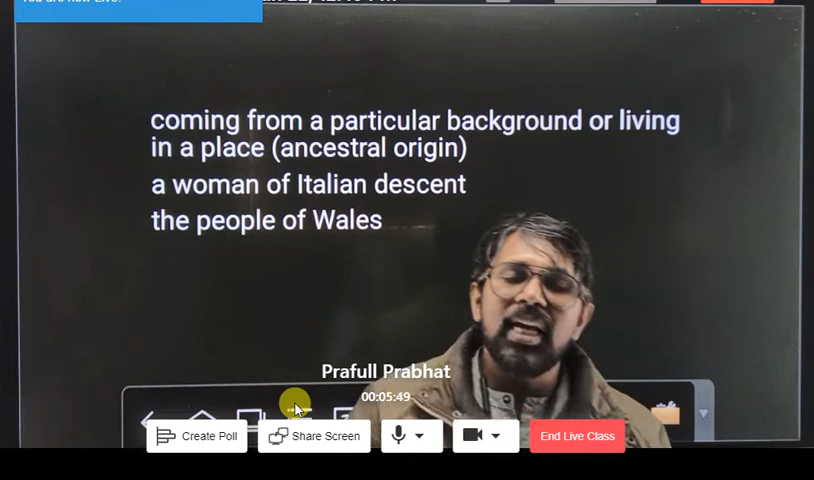 coming from a particular background or living
in a place (ancestral origin)
a woman of Italian descent
the people of Wales
Prafull Prabhat
00:05:49
Create Poll
Share Screen
End Live Class